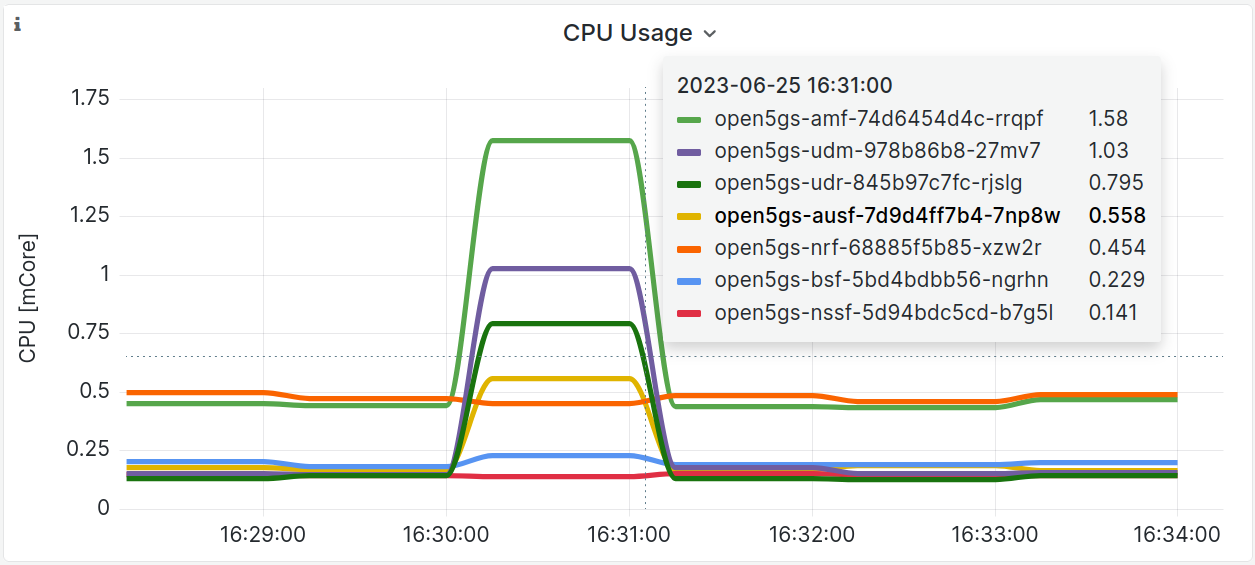 i
CPU Usage
2023-06-25 16:31:00
open5gs-amf-74d6454d4c-rrqpf 1.58
open5gs-udm-978b86b8-27mv7 1.03
open5gs-udr-845b97c7fc-rjslg 0.795
open5gs-ausf-7d9d4ff7b4-7np8w 0.558
open5gs-nrf-68885f5b85-xzw2r 0.454
open5gs-bsf-5bd4bdbb56-ngrhn 0.229
open5gs-nssf-5d94bdc5cd-b7g5l 0.141
CPU [mCore]
1.75
1.5
1.25
1
0.75
0.5
0.25
0
16:29:00 16:30:00 16:31:00 16:32:00 16:33:00 16:34:00